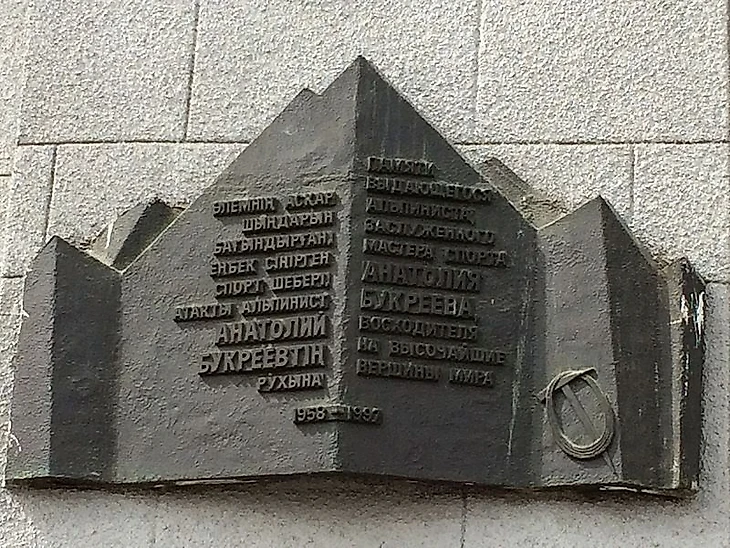 ӘЛЕМНІҢ АСҚАР
ШЫҢДАРЫН
БАҒЫНДЫРҒАН
ЕҢБЕК СІҢІРГЕН
СПОРТ ШЕБЕРІ
АТАҚТЫ АЛЬПИНИСТ
АНАТОЛИЙ
БУКРЕЕВТІҢ
РУХЫНА
ПАМЯТИ
ВЫДАЮЩЕГОСЯ
АЛЬПИНИСТА,
ЗАСЛУЖЕННОГО
МАСТЕРА СПОРТА
АНАТОЛИЯ
БУКРЕЕВА,
ВОСХОДИТЕЛЯ
НА ВЫСОЧАЙШИЕ
ВЕРШИНЫ МИРА
1958 – 1997